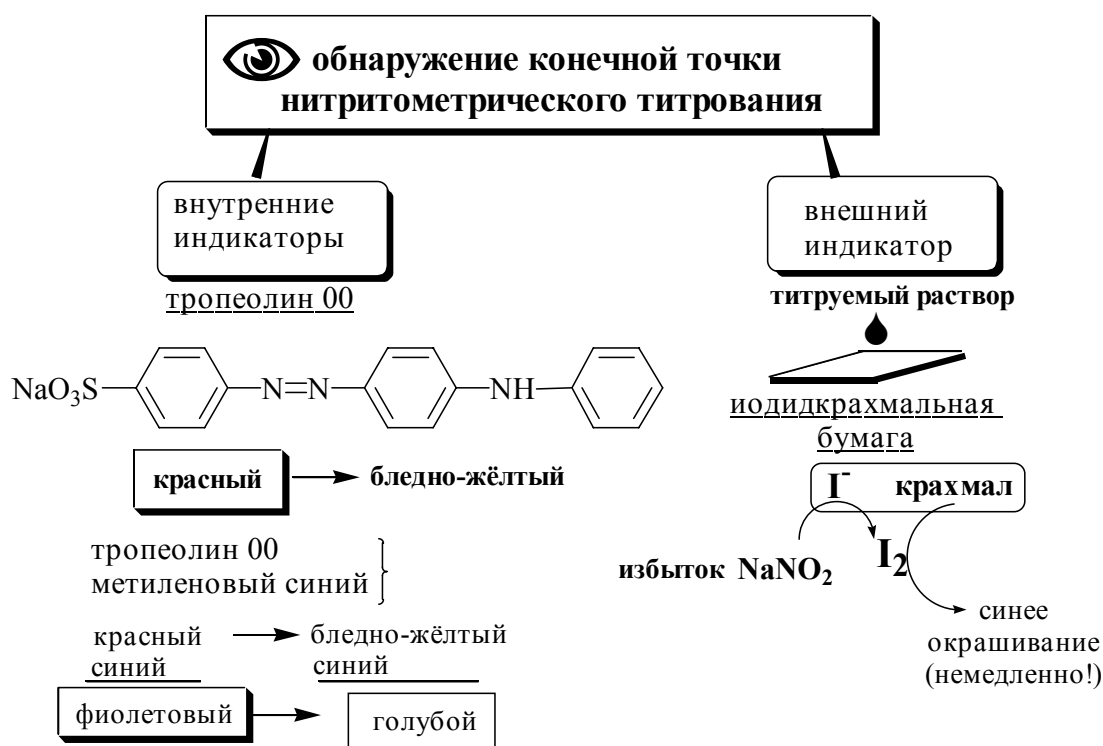 обнаружение конечной точки
нитритометрического титрования
внутренние
индикаторы
тропеолин 00
NaO₃S N=N NH
красный бледно-жёлтый
тропеолин 00
метиленовый синий
красный бледно-жёлтый
синий синий
фиолетовый голубой
внешний
индикатор
титруемый раствор
иодидкрахмальная
бумага
I⁻ крахмал
избыток NaNO₂ I₂
синее
окрашивание
(немедленно!)